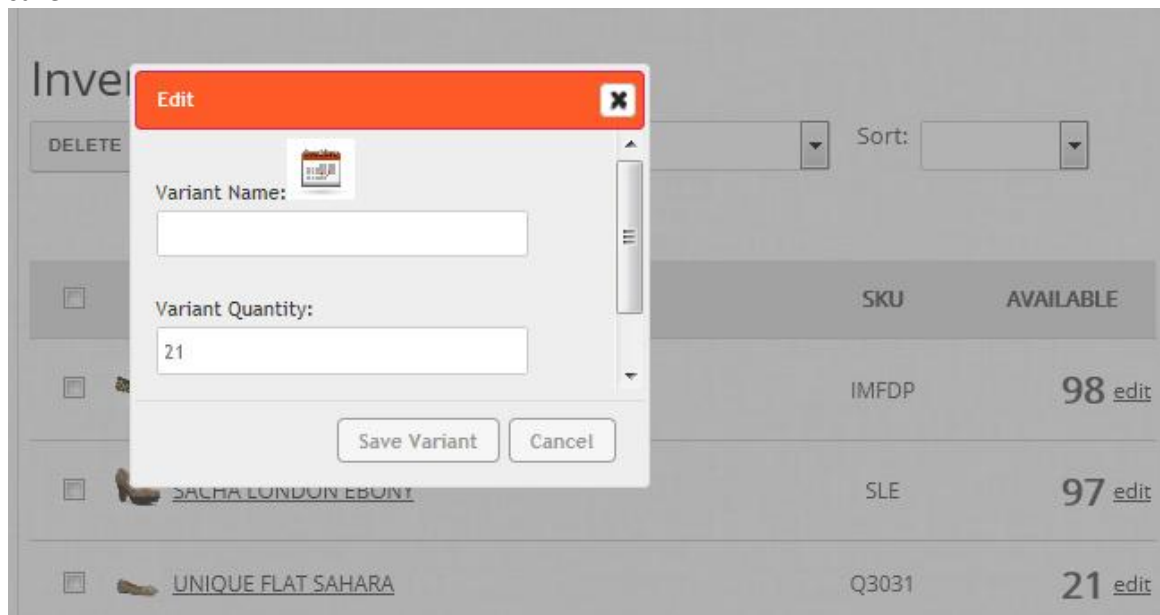 Inve
Edit
DELETE
Sort:
Variant Name:
SKU
AVAILABLE
Variant Quantity:
21
IMFDP
98 edit
Save Variant
Cancel
SACHA LONDON EBONY
SLE
97 edit
UNIQUE FLAT SAHARA
Q3031
21 edit